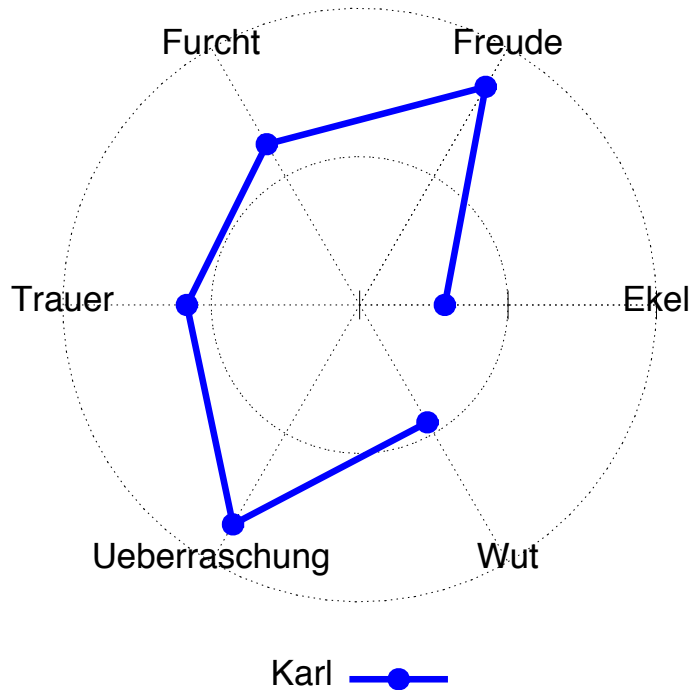 Furcht
Freude
Trauer
Ekel
Ueberraschung
Wut
Karl